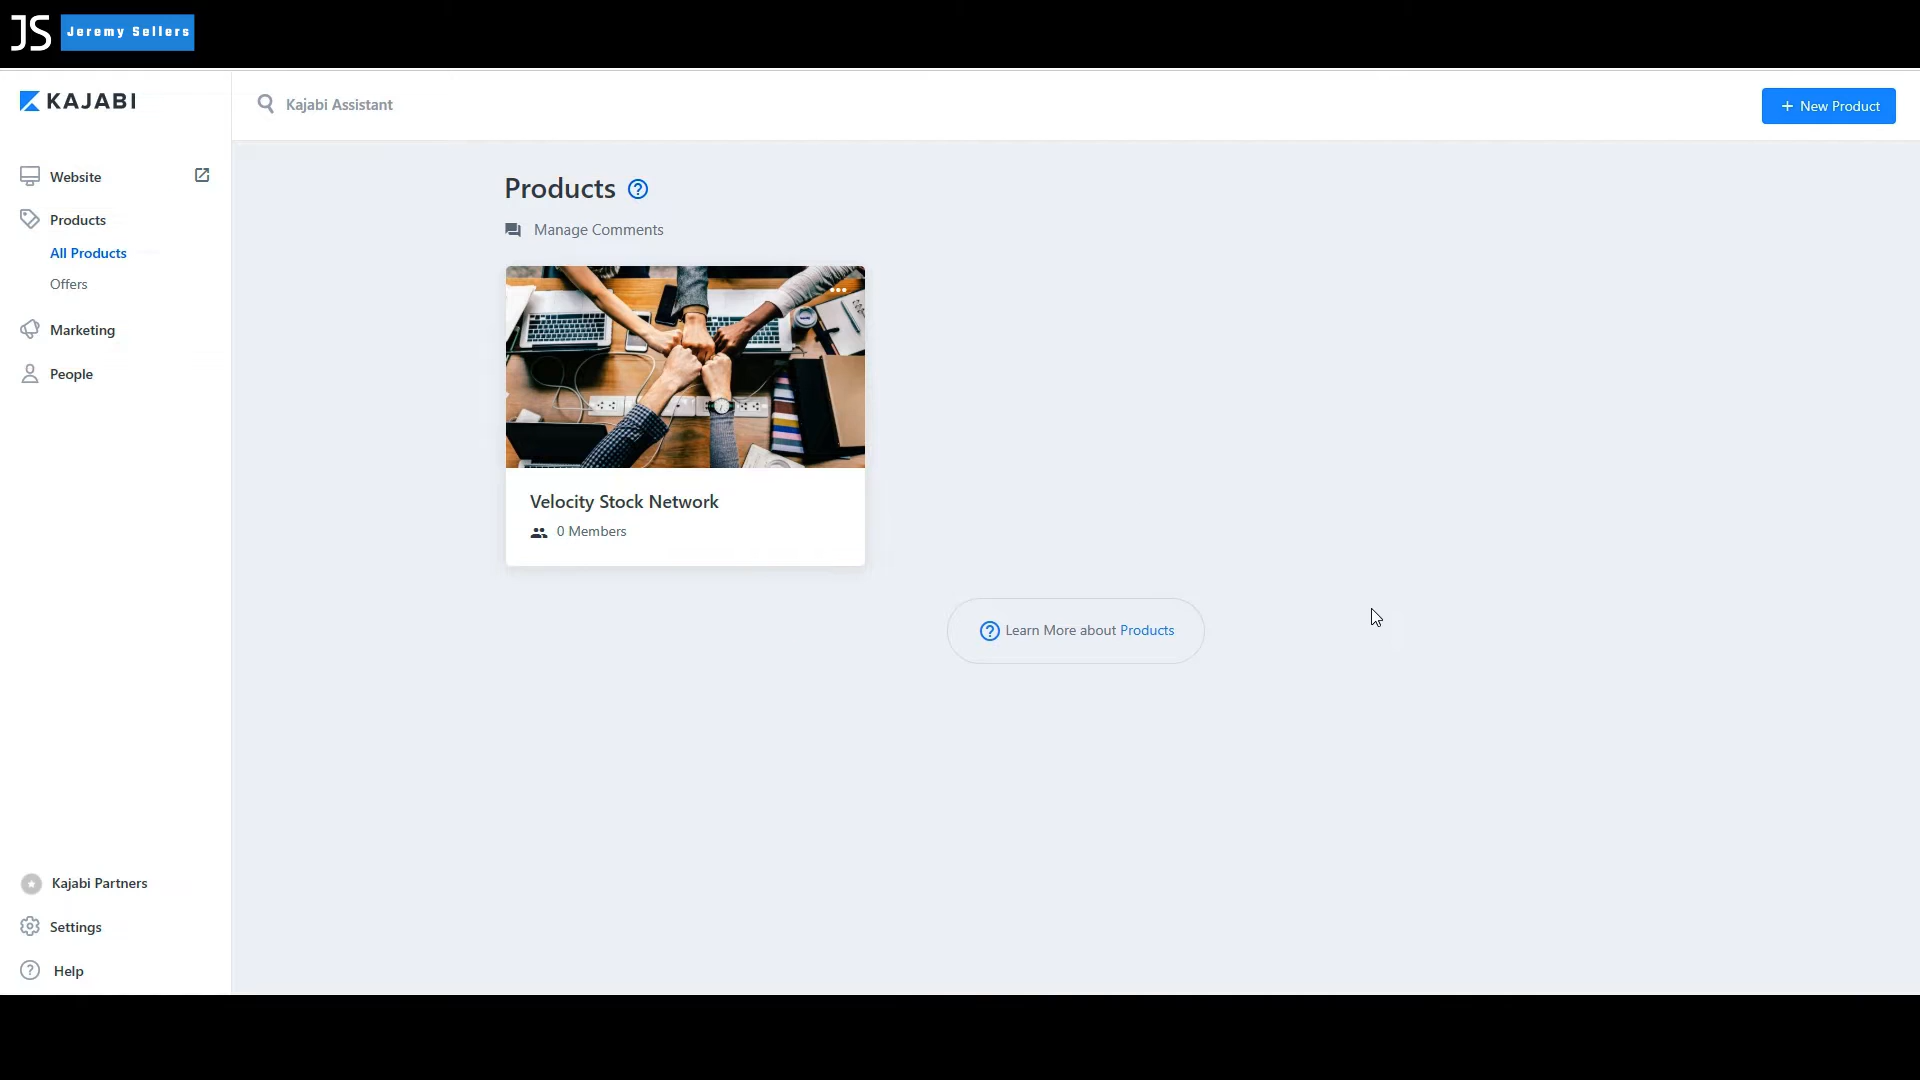 JS Jeremy Sellers
KAJABI
Kajabi Assistant
+ New Product
Website
Products
All Products
Offers
Marketing
People
Kajabi Partners
Settings
Help
Products
Manage Comments
Velocity Stock Network
0 Members
Learn More about Products